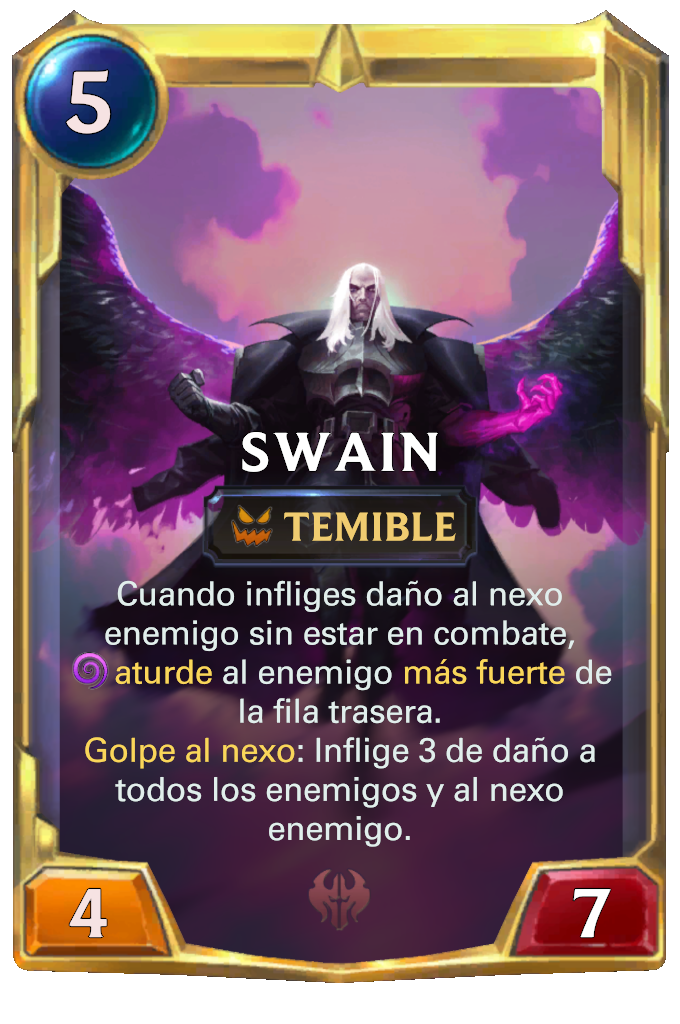 5
SWAIN
TEMIBLE
Cuando infliges daño al nexo
enemigo sin estar en combate,
aturde al enemigo más fuerte de
la fila trasera.
Golpe al nexo: Inflige 3 de daño a
todos los enemigos y al nexo
enemigo.
4
7